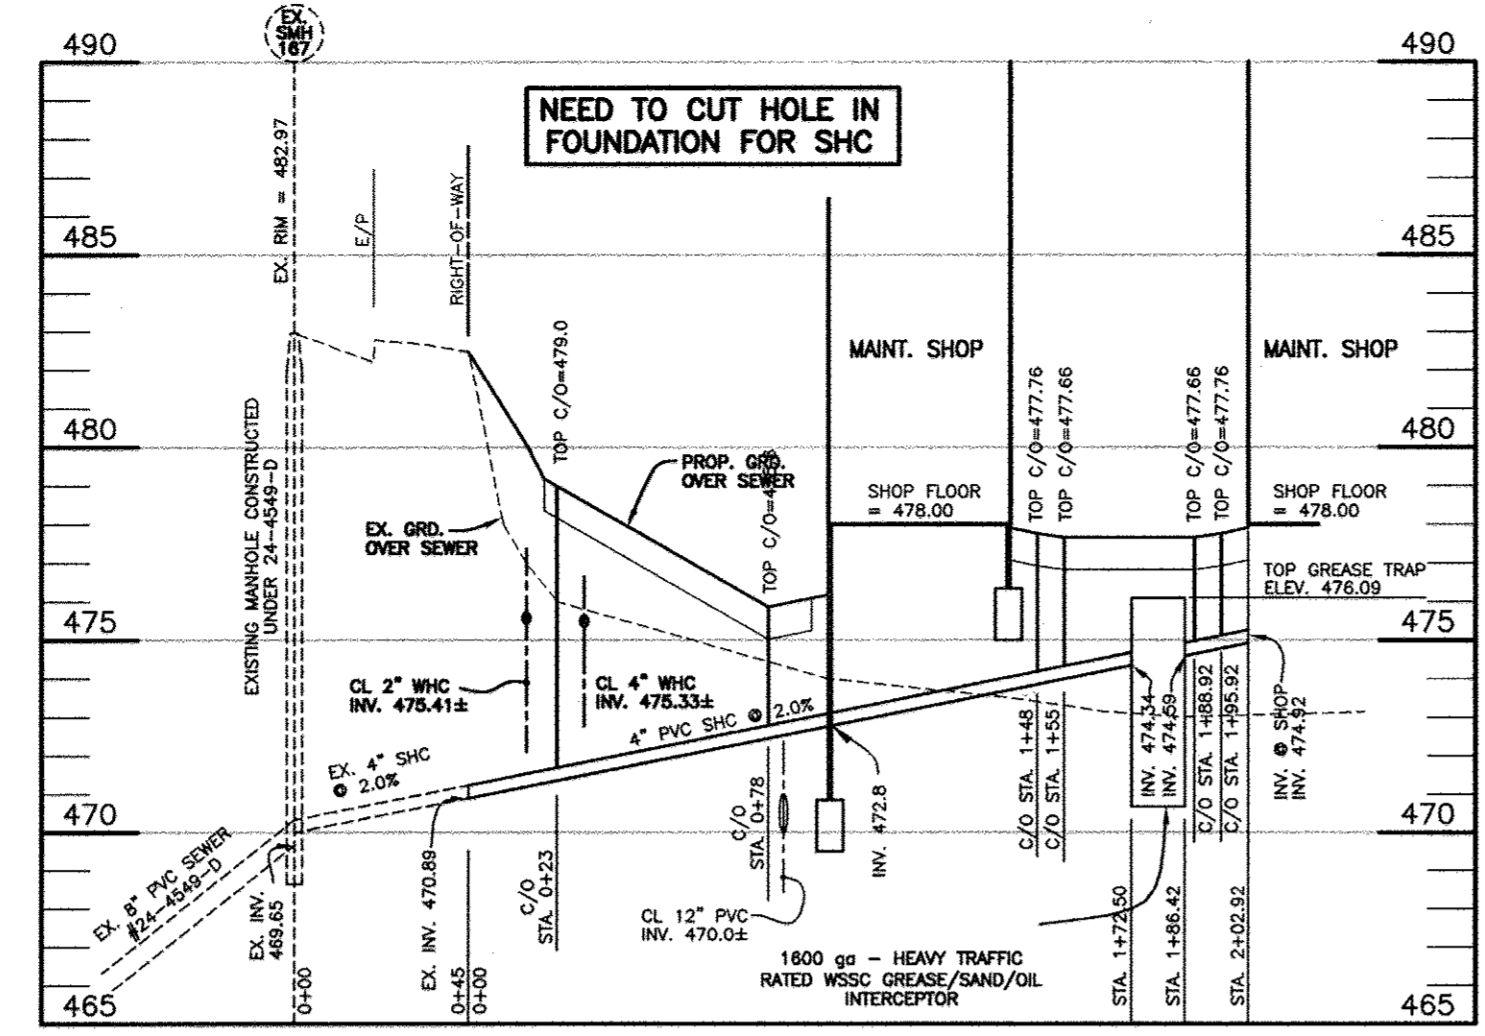 EX.
SMH
167
490
490
NEED TO CUT HOLE IN
FOUNDATION FOR SHC
EX. RIM = 482.97
E/P
RIGHT-OF-WAY
485
485
MAINT. SHOP
MAINT. SHOP
TOP C/O=479.0
TOP C/O=477.76
TOP C/O=477.66
TOP C/O=477.66
TOP C/O=477.76
480
480
EXISTING MANHOLE CONSTRUCTED
UNDER 24-4549-D
PROP. GRD.
OVER SEWER
TOP C/O=
SHOP FLOOR
= 478.00
SHOP FLOOR
= 478.00
EX. GRD.
OVER SEWER
TOP GREASE TRAP
ELEV. 476.09
475
475
CL 2" WHC
INV. 475.41±
CL 4" WHC
INV. 475.33±
4" PVC SHC @ 2.0%
EX. 4" SHC
@ 2.0%
C/O STA. 1+48
C/O STA. 1+55
INV. 474.34
INV. 474.59
C/O STA. 1+88.92
C/O STA. 1+95.92
INV. @ SHOP
INV. 474.92
470
470
EX. 8" PVC SEWER
#24-4549-D
EX. INV.
469.65
EX. INV. 470.89
C/O
STA. 0+23
C/O
STA. 0+78
INV. 472.8
CL 12" PVC
INV. 470.0±
1600 ga - HEAVY TRAFFIC
RATED WSSC GREASE/SAND/OIL
INTERCEPTOR
STA. 1+72.50
STA. 1+86.42
STA. 2+02.92
465
0+00
0+45
0+00
465